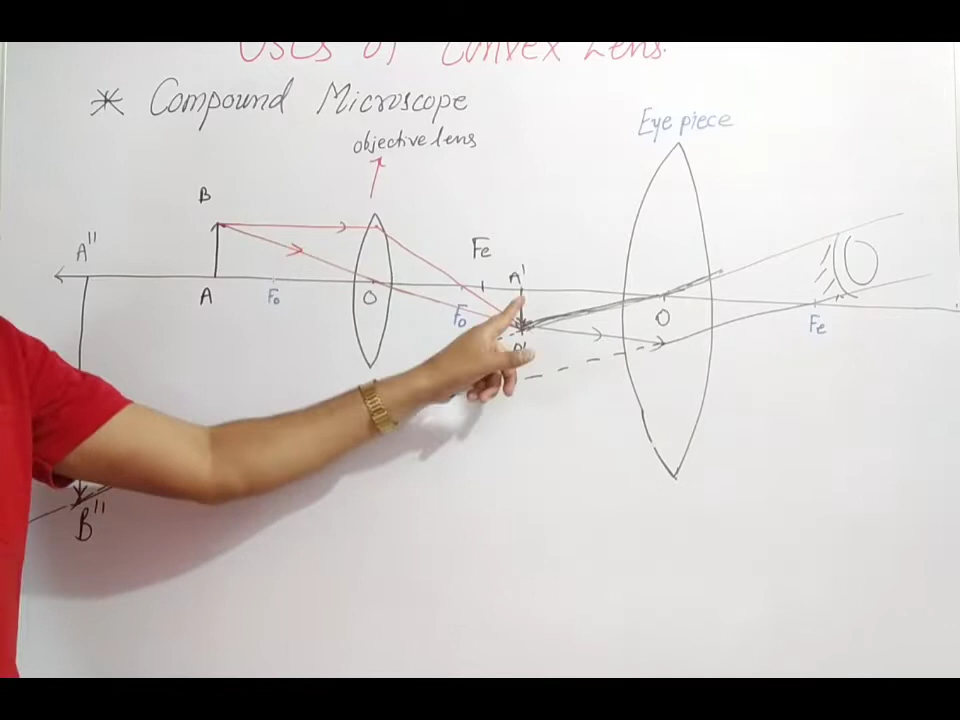 Uses of Convex Lens.
* Compound Microscope
objective lens
Eye piece
B
A"
Fe
A'
A
Fo
O
Fo
O
Fe
B'
B"